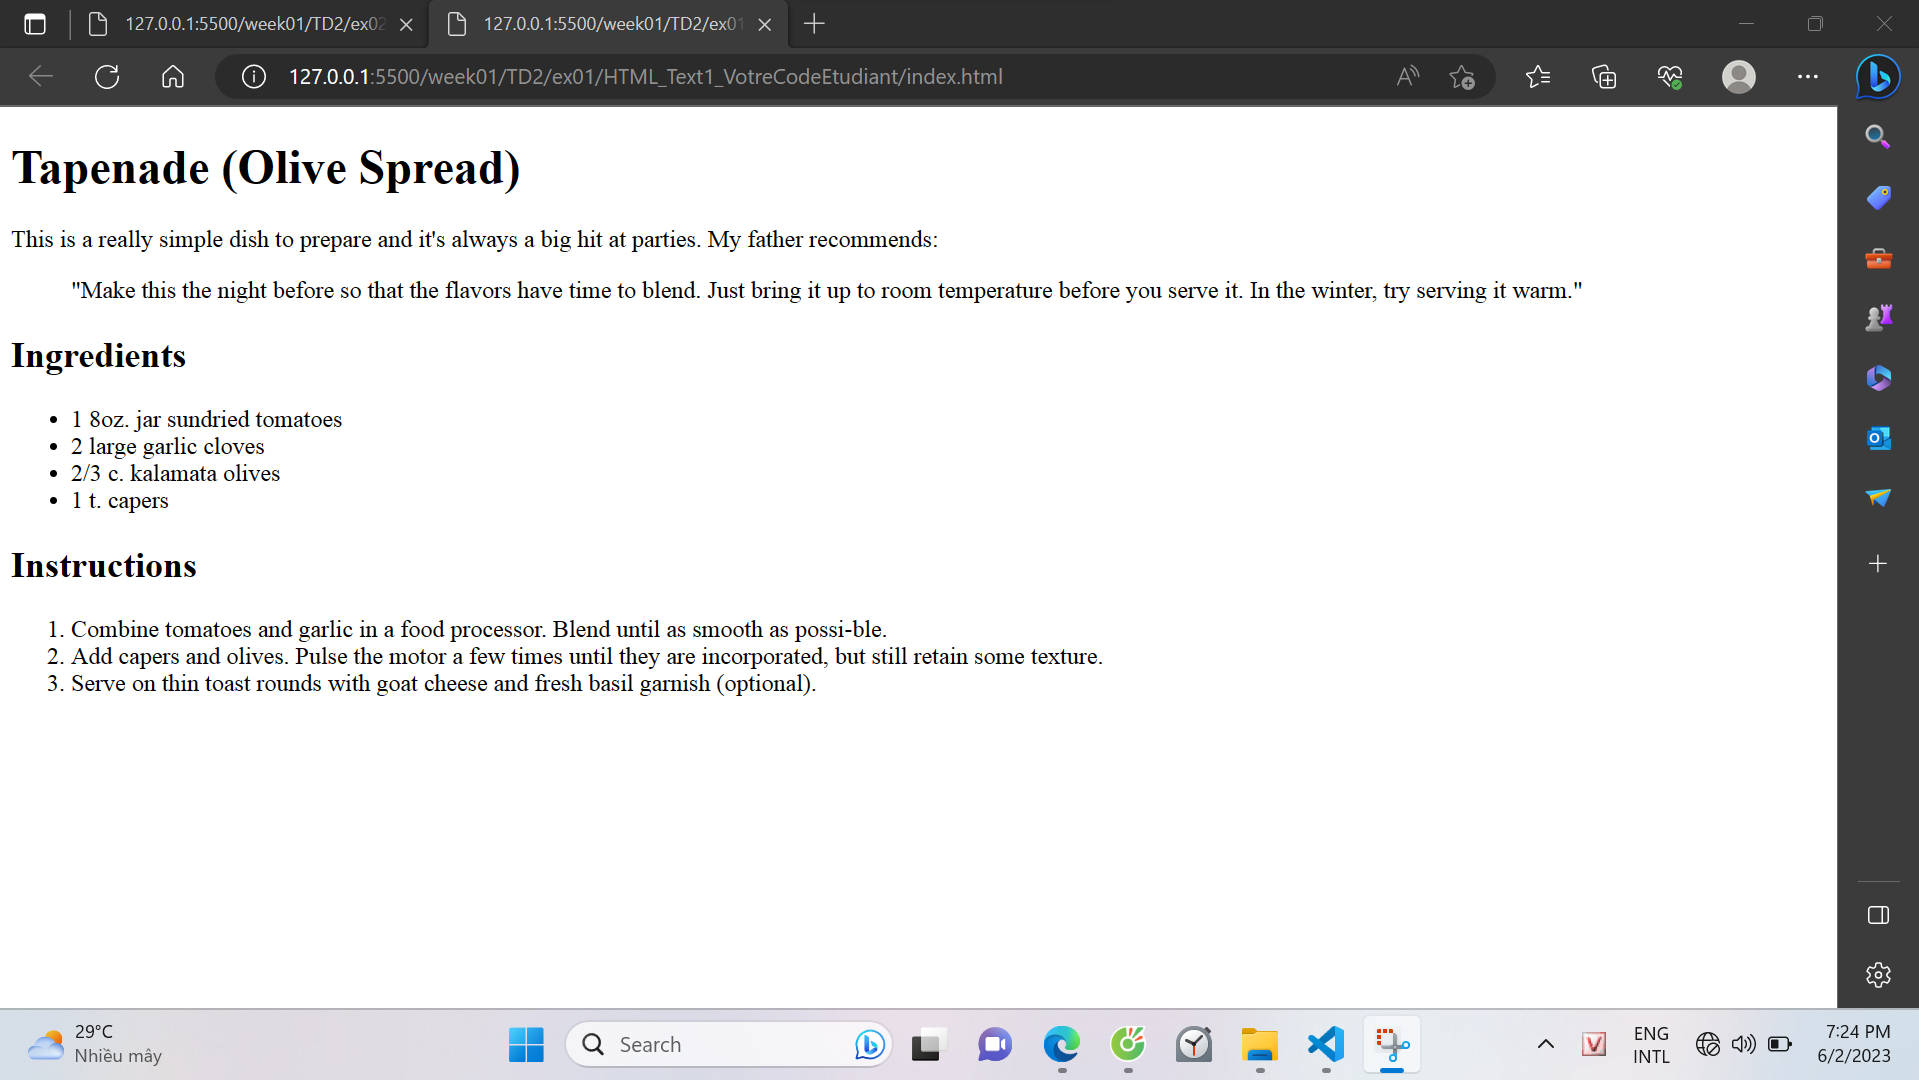 127.0.0.1:5500/week01/TD2/ex02
127.0.0.1:5500/week01/TD2/ex01
127.0.0.1:5500/week01/TD2/ex01/HTML_Text1_VotreCodeEtudiant/index.html
Tapenade (Olive Spread)
This is a really simple dish to prepare and it's always a big hit at parties. My father recommends:
"Make this the night before so that the flavors have time to blend. Just bring it up to room temperature before you serve it. In the winter, try serving it warm."
Ingredients
• 1 8oz. jar sundried tomatoes
• 2 large garlic cloves
• 2/3 c. kalamata olives
• 1 t. capers
Instructions
1. Combine tomatoes and garlic in a food processor. Blend until as smooth as possi-ble.
2. Add capers and olives. Pulse the motor a few times until they are incorporated, but still retain some texture.
3. Serve on thin toast rounds with goat cheese and fresh basil garnish (optional).
29°C
Nhiều mây
Search
ENG
INTL
7:24 PM
6/2/2023